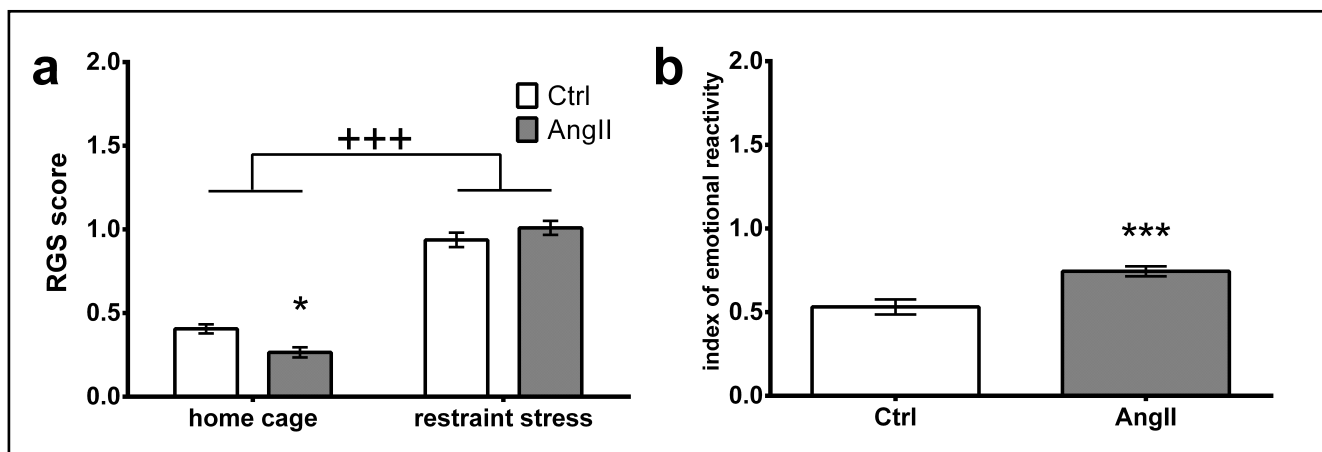 a
2.0
1.5
1.0
0.5
0.0
RGS score
+++
*
Ctrl
AngII
home cage
restraint stress
b
2.0
1.5
1.0
0.5
0.0
index of emotional reactivity
***
Ctrl
AngII